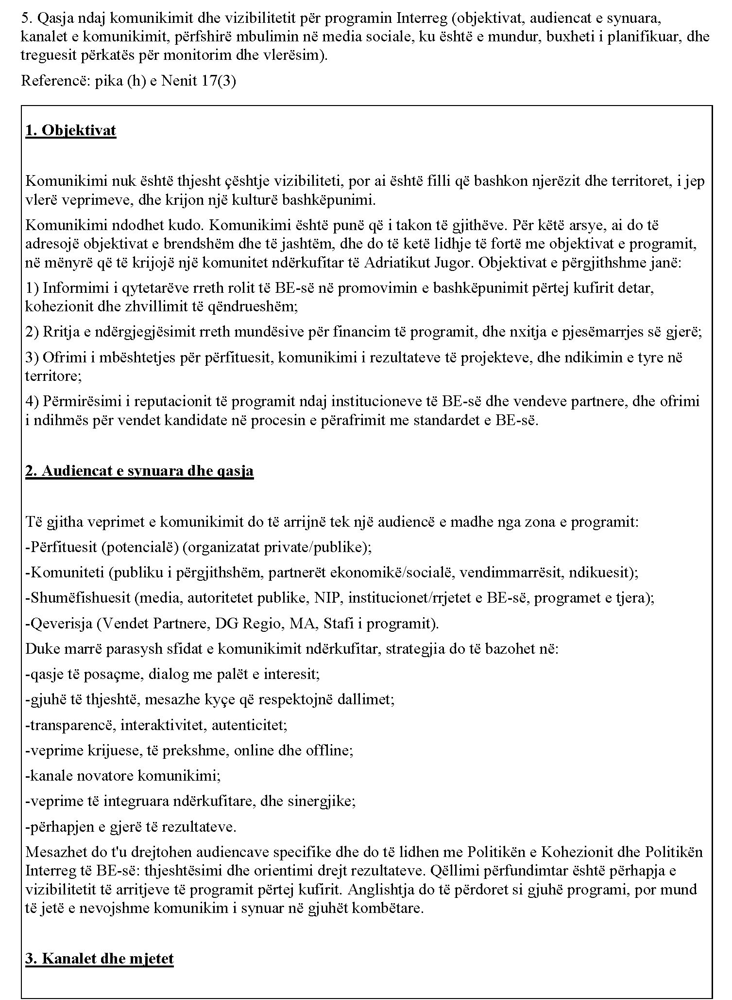 5. Qasja ndaj komunikimit dhe vizibilitetit për programin Interreg (objektivat, audiencat e synuara,
kanalet e komunikimit, përfshirë mbulimin në media sociale, ku është e mundur, buxheti i planifikuar, dhe
treguesit përkatës për monitorim dhe vlerësim).
Referencë: pika (h) e Nenit 17(3)
1. Objektivat
Komunikimi nuk është thjesht çështje vizibiliteti, por ai është filli që bashkon njerëzit dhe territoret, i jep
vlerë veprimeve, dhe krijon një kulturë bashkëpunimi.
Komunikimi ndodhet kudo. Komunikimi është punë që i takon të gjithëve. Për këtë arsye, ai do të
adresojë objektivat e brendshëm dhe të jashtëm, dhe do të ketë lidhje të fortë me objektivat e programit,
në mënyrë që të krijojë një komunitet ndërkufitar të Adriatikut Jugor. Objektivat e përgjithshme janë:
1) Informimi i qytetarëve rreth rolit të BE-së në promovimin e bashkëpunimit përtej kufirit detar,
kohezionit dhe zhvillimit të qëndrueshëm;
2) Rritja e ndërgjegjësimit rreth mundësive për financim të programit, dhe nxitja e pjesëmarrjes së gjerë;
3) Ofrimi i mbështetjes për përfituesit, komunikimi i rezultateve të projekteve, dhe ndikimin e tyre në
territore;
4) Përmirësimi i reputacionit të programit ndaj institucioneve të BE-së dhe vendeve partnere, dhe ofrimi
i ndihmës për vendet kandidate në procesin e përafrimit me standardet e BE-së.
2. Audiencat e synuara dhe qasja
Të gjitha veprimet e komunikimit do të arrijnë tek një audiencë e madhe nga zona e programit:
-Përfituesit (potencialë) (organizatat private/publike);
-Komuniteti (publiku i përgjithshëm, partnerët ekonomikë/socialë, vendimmarrësit, ndikuesit);
-Shumëfishuesit (media, autoritetet publike, NIP, institucionet/rrjetet e BE-së, programet e tjera);
-Qeverisja (Vendet Partnere, DG Regio, MA, Stafi i programit).
Duke marrë parasysh sfidat e komunikimit ndërkufitar, strategjia do të bazohet në:
-qasje të posaçme, dialog me palët e interesit;
-gjuhë të thjeshtë, mesazhe kyçe që respektojnë dallimet;
-transparencë, interaktivitet, autenticitet;
-veprime krijuese, të prekshme, online dhe offline;
-kanale novatore komunikimi;
-veprime të integruara ndërkufitare, dhe sinergjike;
-përhapjen e gjerë të rezultateve.
Mesazhet do t'u drejtohen audiencave specifike dhe do të lidhen me Politikën e Kohezionit dhe Politikën
Interreg të BE-së: thjeshtësimi dhe orientimi drejt rezultateve. Qëllimi përfundimtar është përhapja e
vizibilitetit të arritjeve të programit përtej kufirit. Anglishtja do të përdoret si gjuhë programi, por mund
të jetë e nevojshme komunikim i synuar në gjuhët kombëtare.
3. Kanalet dhe mjetet